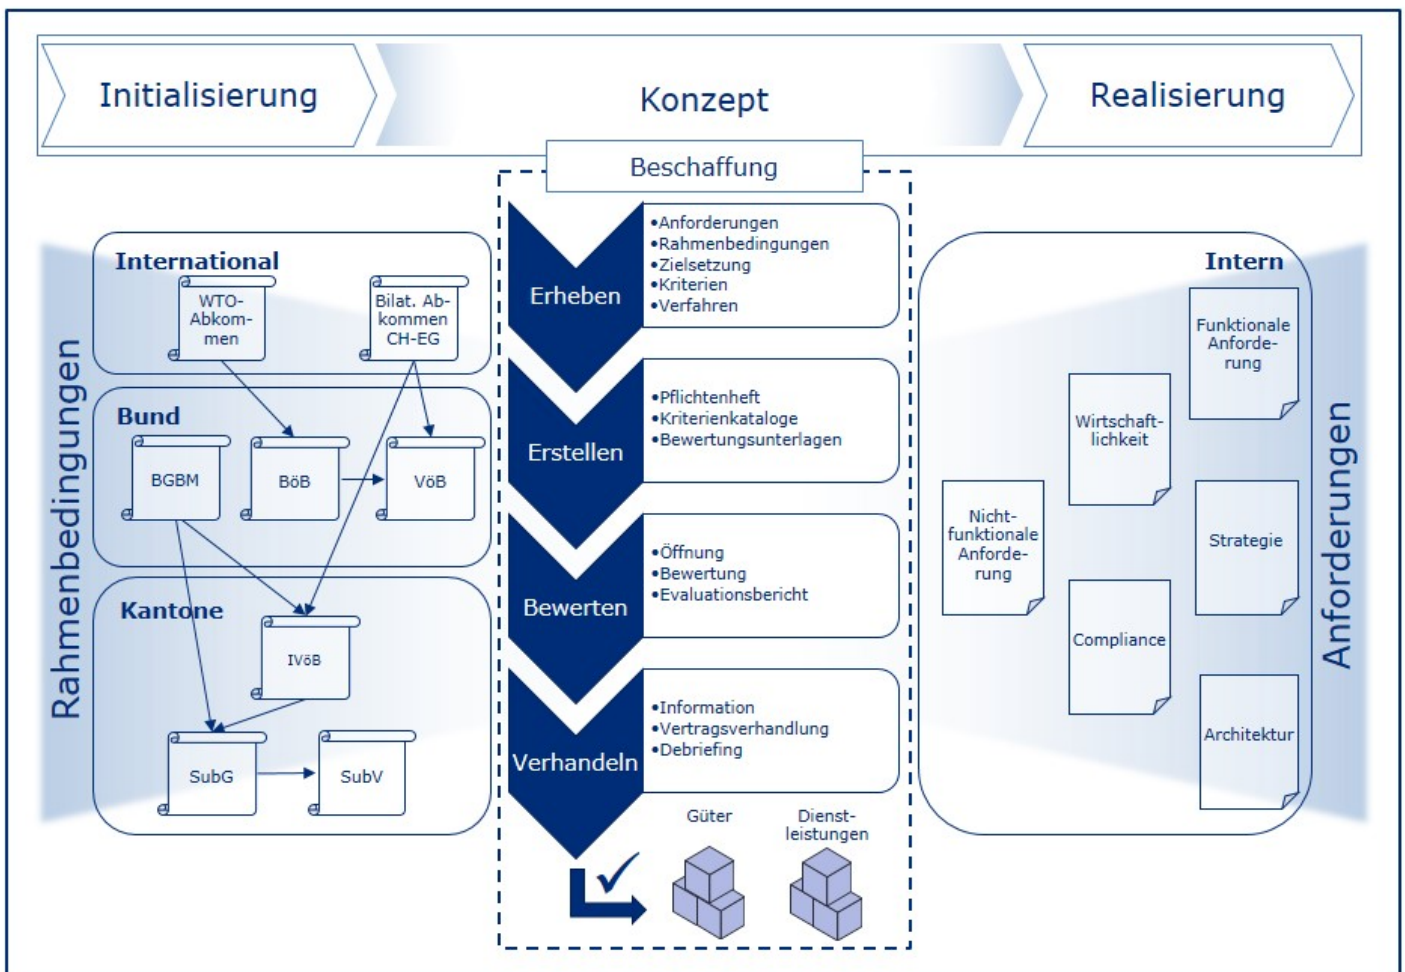 Initialisierung
Konzept
Realisierung
Beschaffung
Rahmenbedingungen
International
WTO-
Abkom-
men
Bilat. Ab-
kommen
CH-EG
Bund
BGBM
BöB
VöB
Kantone
IVöB
SubG
SubV
Erheben
•Anforderungen
•Rahmenbedingungen
•Zielsetzung
•Kriterien
•Verfahren
Erstellen
•Pflichtenheft
•Kriterienkataloge
•Bewertungsunterlagen
Bewerten
•Öffnung
•Bewertung
•Evaluationsbericht
Verhandeln
•Information
•Vertragsverhandlung
•Debriefing
Güter
Dienst-
leistungen
Intern
Funktionale
Anforde-
rung
Wirtschaft-
lichkeit
Nicht-
funktionale
Anforde-
rung
Strategie
Compliance
Architektur
Anforderungen